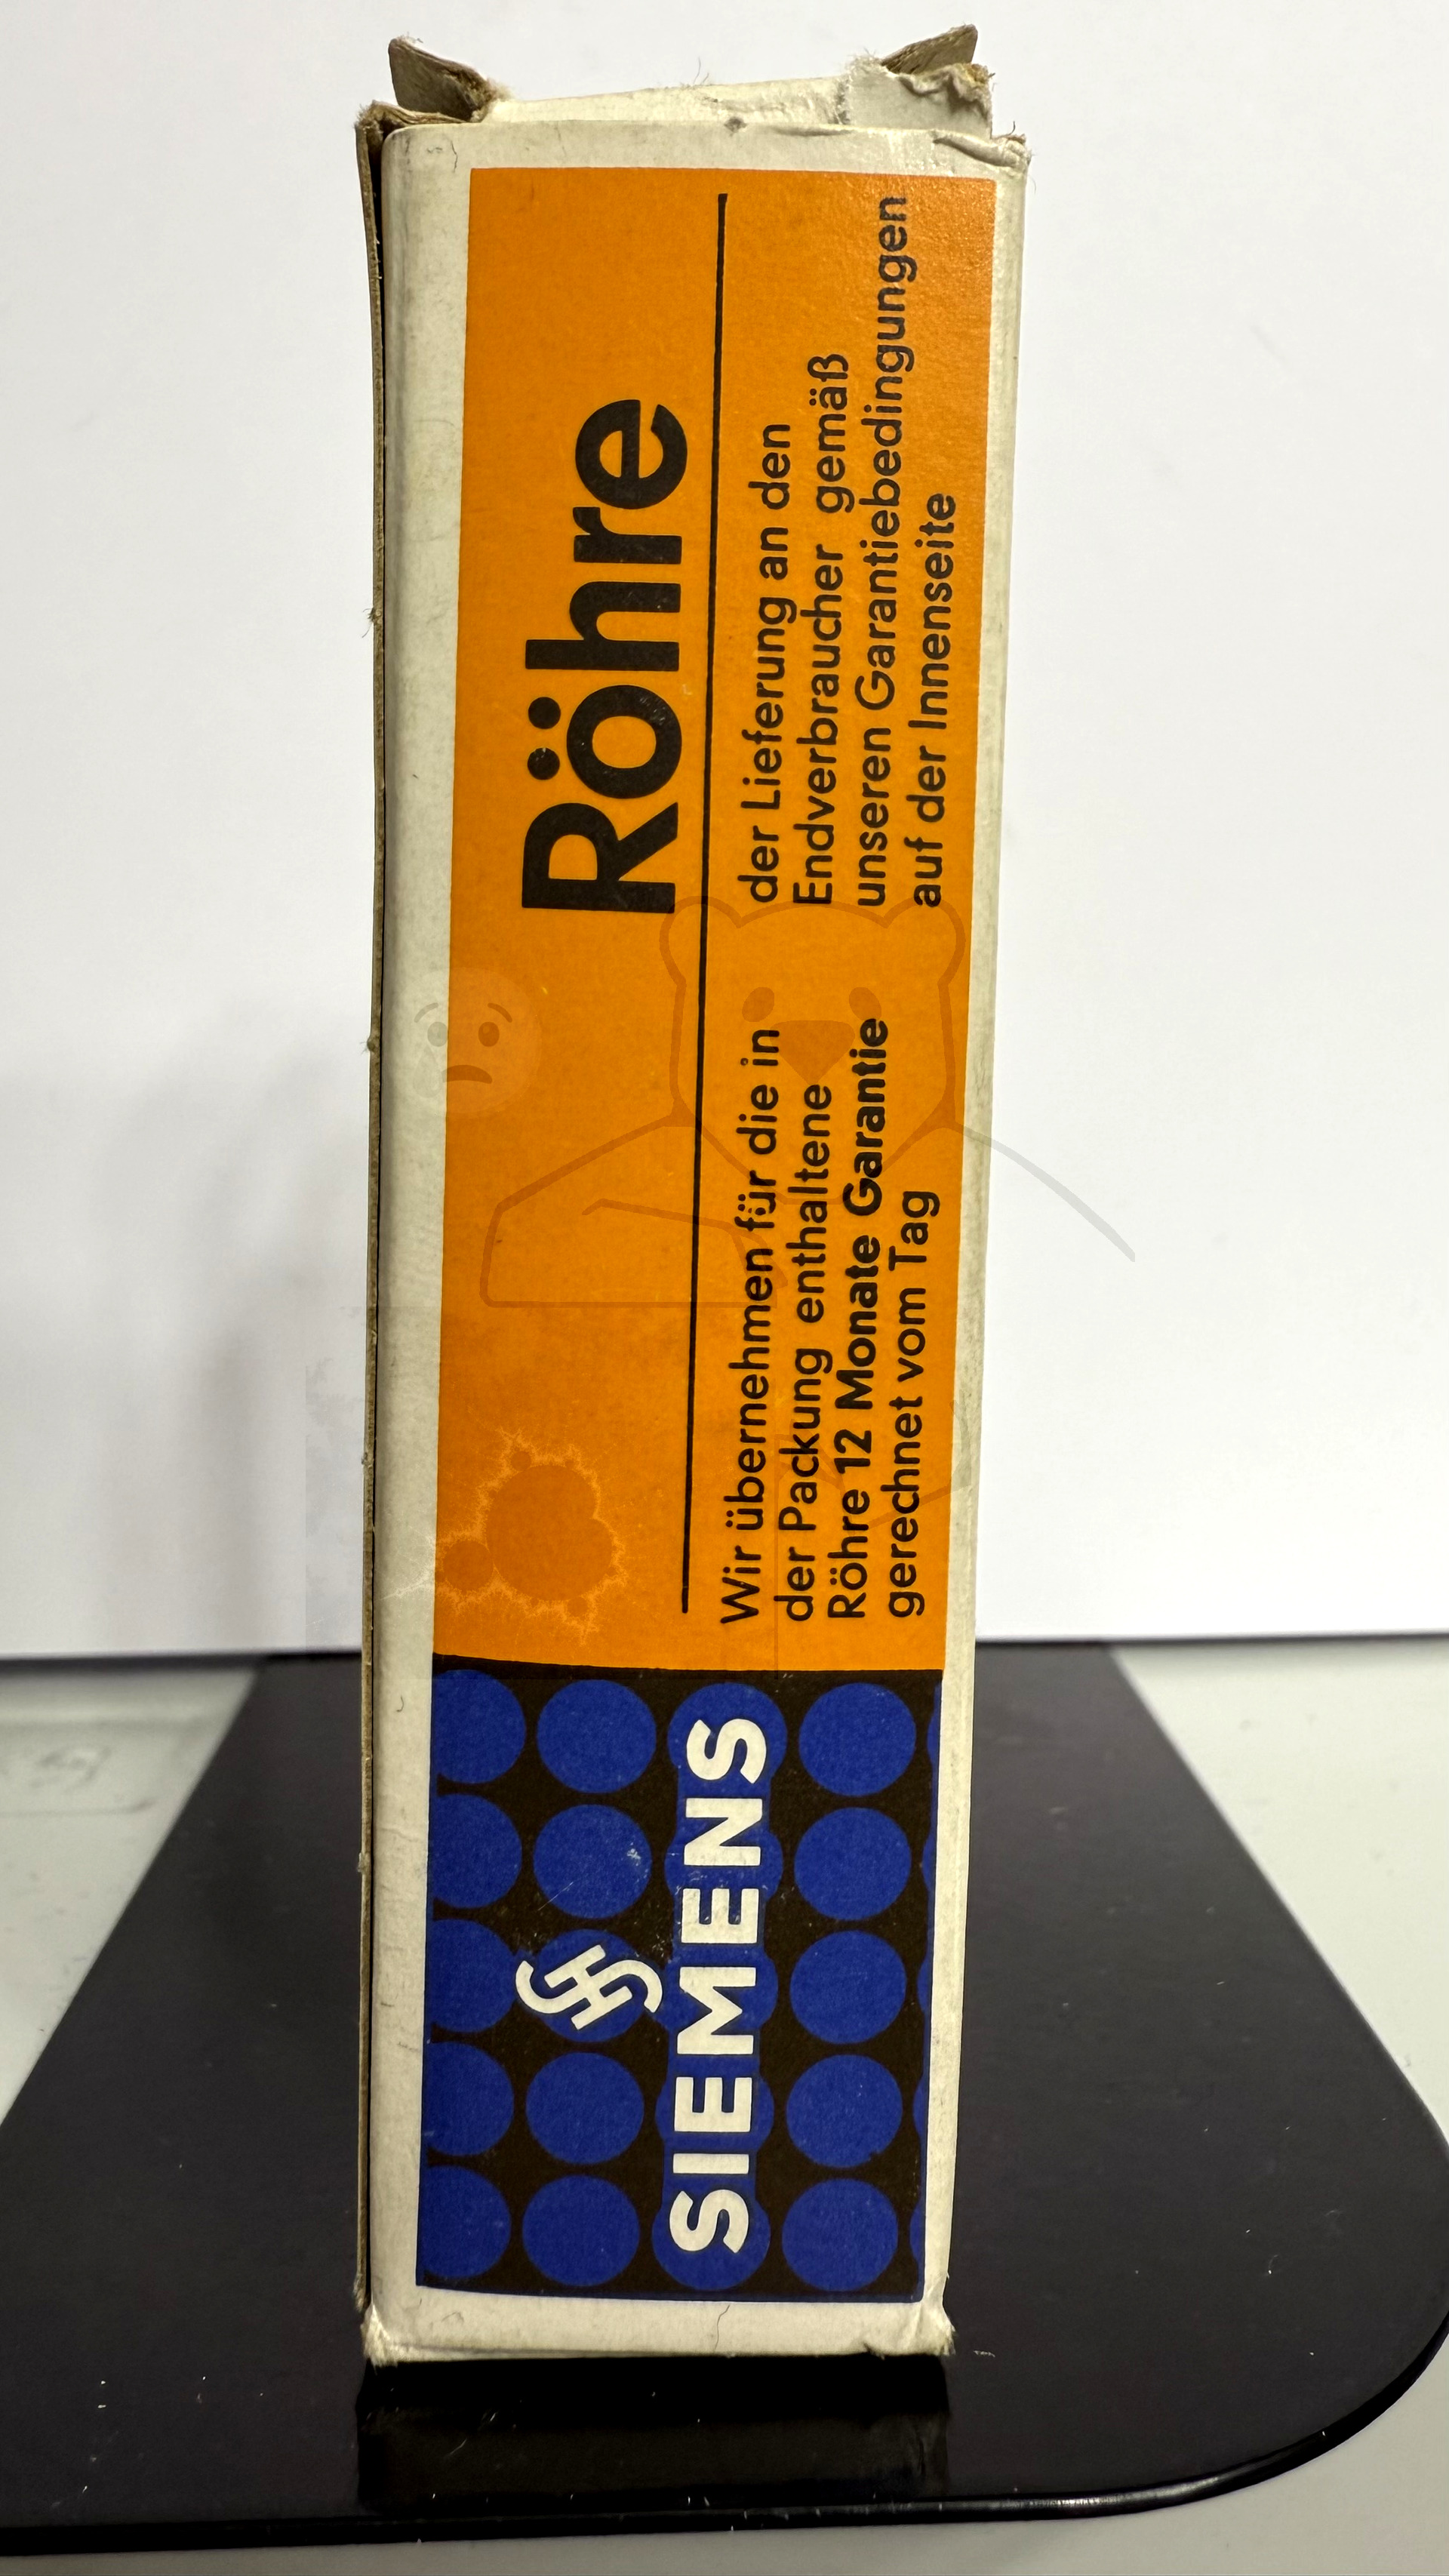 Röhre
Wir übernehmen für die in
der Packung enthaltene
Röhre 12 Monate Garantie
gerechnet vom Tag
der Lieferung an den
Endverbraucher gemäß
unseren Garantiebedingungen
auf der Innenseite
SIEMENS